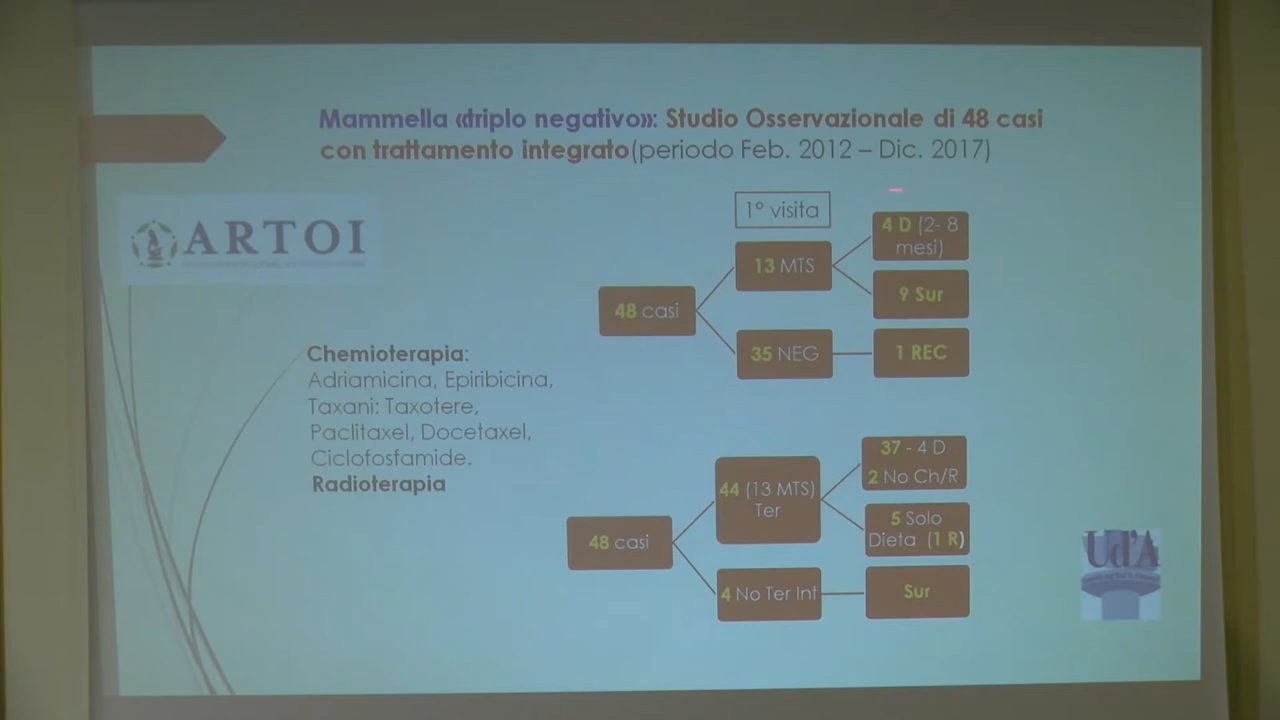 Mammella «triplo negativo»: Studio Osservazionale di 48 casi
con trattamento integrato(periodo Feb. 2012 – Dic. 2017)
ARTOI
1° visita
48 casi
13 MTS
4 D (2- 8
mesi)
9 Sur
35 NEG
1 REC
Chemioterapia:
Adriamicina, Epiribicina,
Taxani: Taxotere,
Paclitaxel, Docetaxel,
Ciclofosfamide.
Radioterapia
48 casi
44 (13 MTS)
Ter
37 - 4 D
2 No Ch/R
5 Solo
Dieta (1 R)
4 No Ter Int
Sur
Ud'A